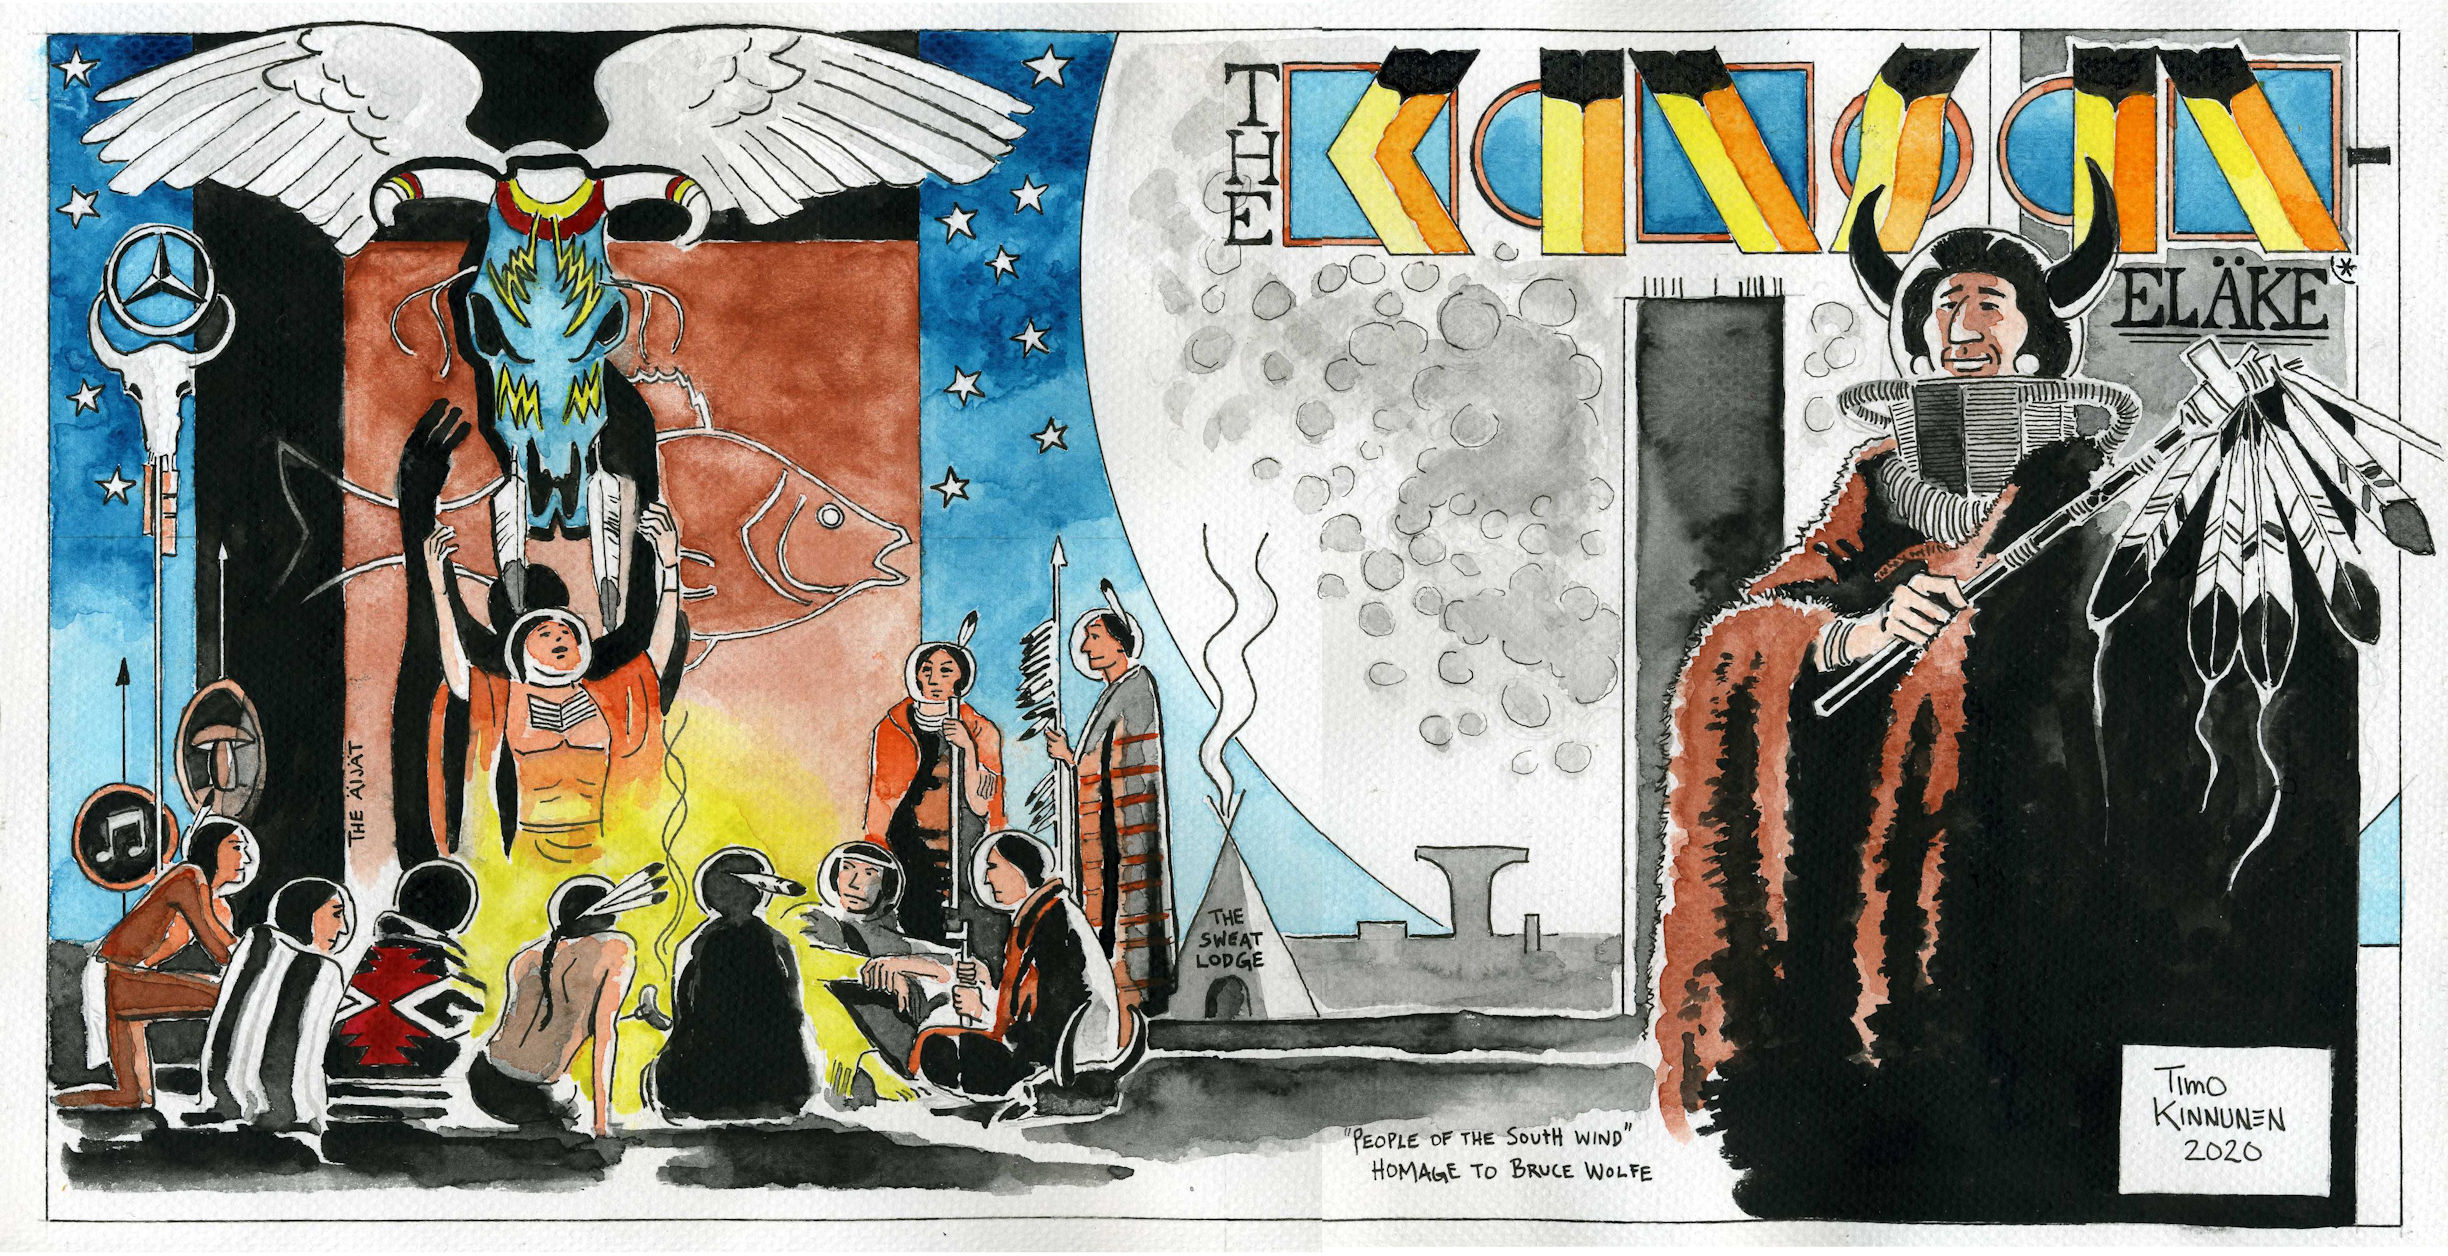 THE KANSAN
ELÄKE(*
THE ÄIJÄT
THE
SWEAT
LODGE
"PEOPLE OF THE SOUTH WIND"
HOMAGE TO BRUCE WOLFE
TIMO
KINNUNEN
2020